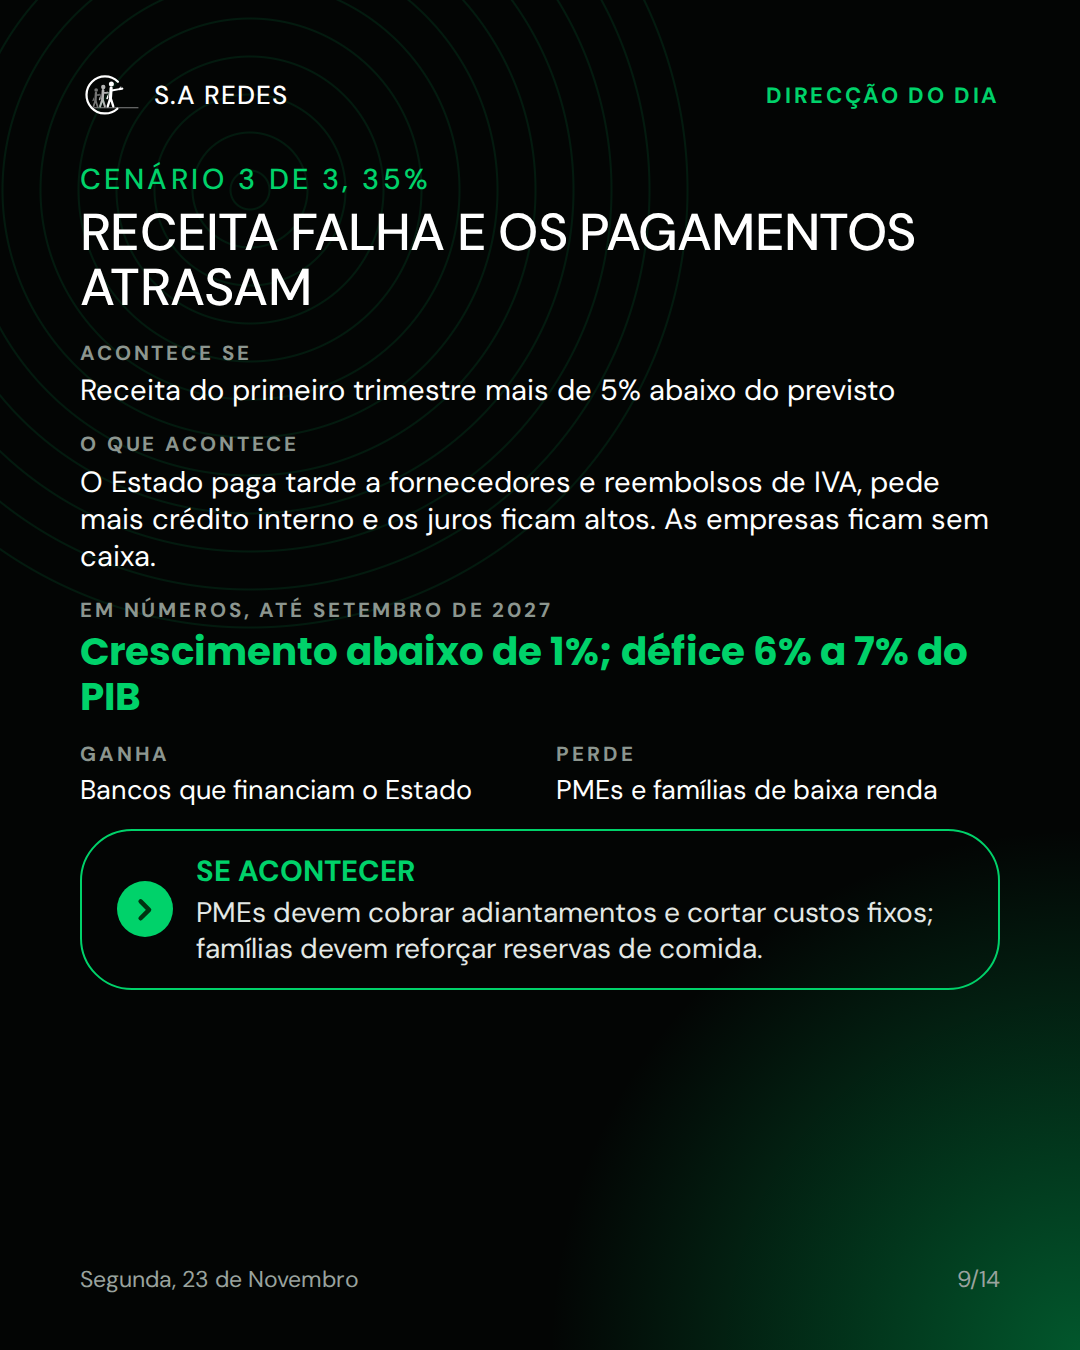 S.A REDES
DIRECÇÃO DO DIA
CENÁRIO 3 DE 3, 35%
RECEITA FALHA E OS PAGAMENTOS
ATRASAM
ACONTECE SE
Receita do primeiro trimestre mais de 5% abaixo do previsto
O QUE ACONTECE
O Estado paga tarde a fornecedores e reembolsos de IVA, pede
mais crédito interno e os juros ficam altos. As empresas ficam sem
caixa.
EM NÚMEROS, ATÉ SETEMBRO DE 2027
Crescimento abaixo de 1%; défice 6% a 7% do
PIB
GANHA
Bancos que financiam o Estado
PERDE
PMEs e famílias de baixa renda
SE ACONTECER
PMEs devem cobrar adiantamentos e cortar custos fixos;
famílias devem reforçar reservas de comida.
Segunda, 23 de Novembro
9/14